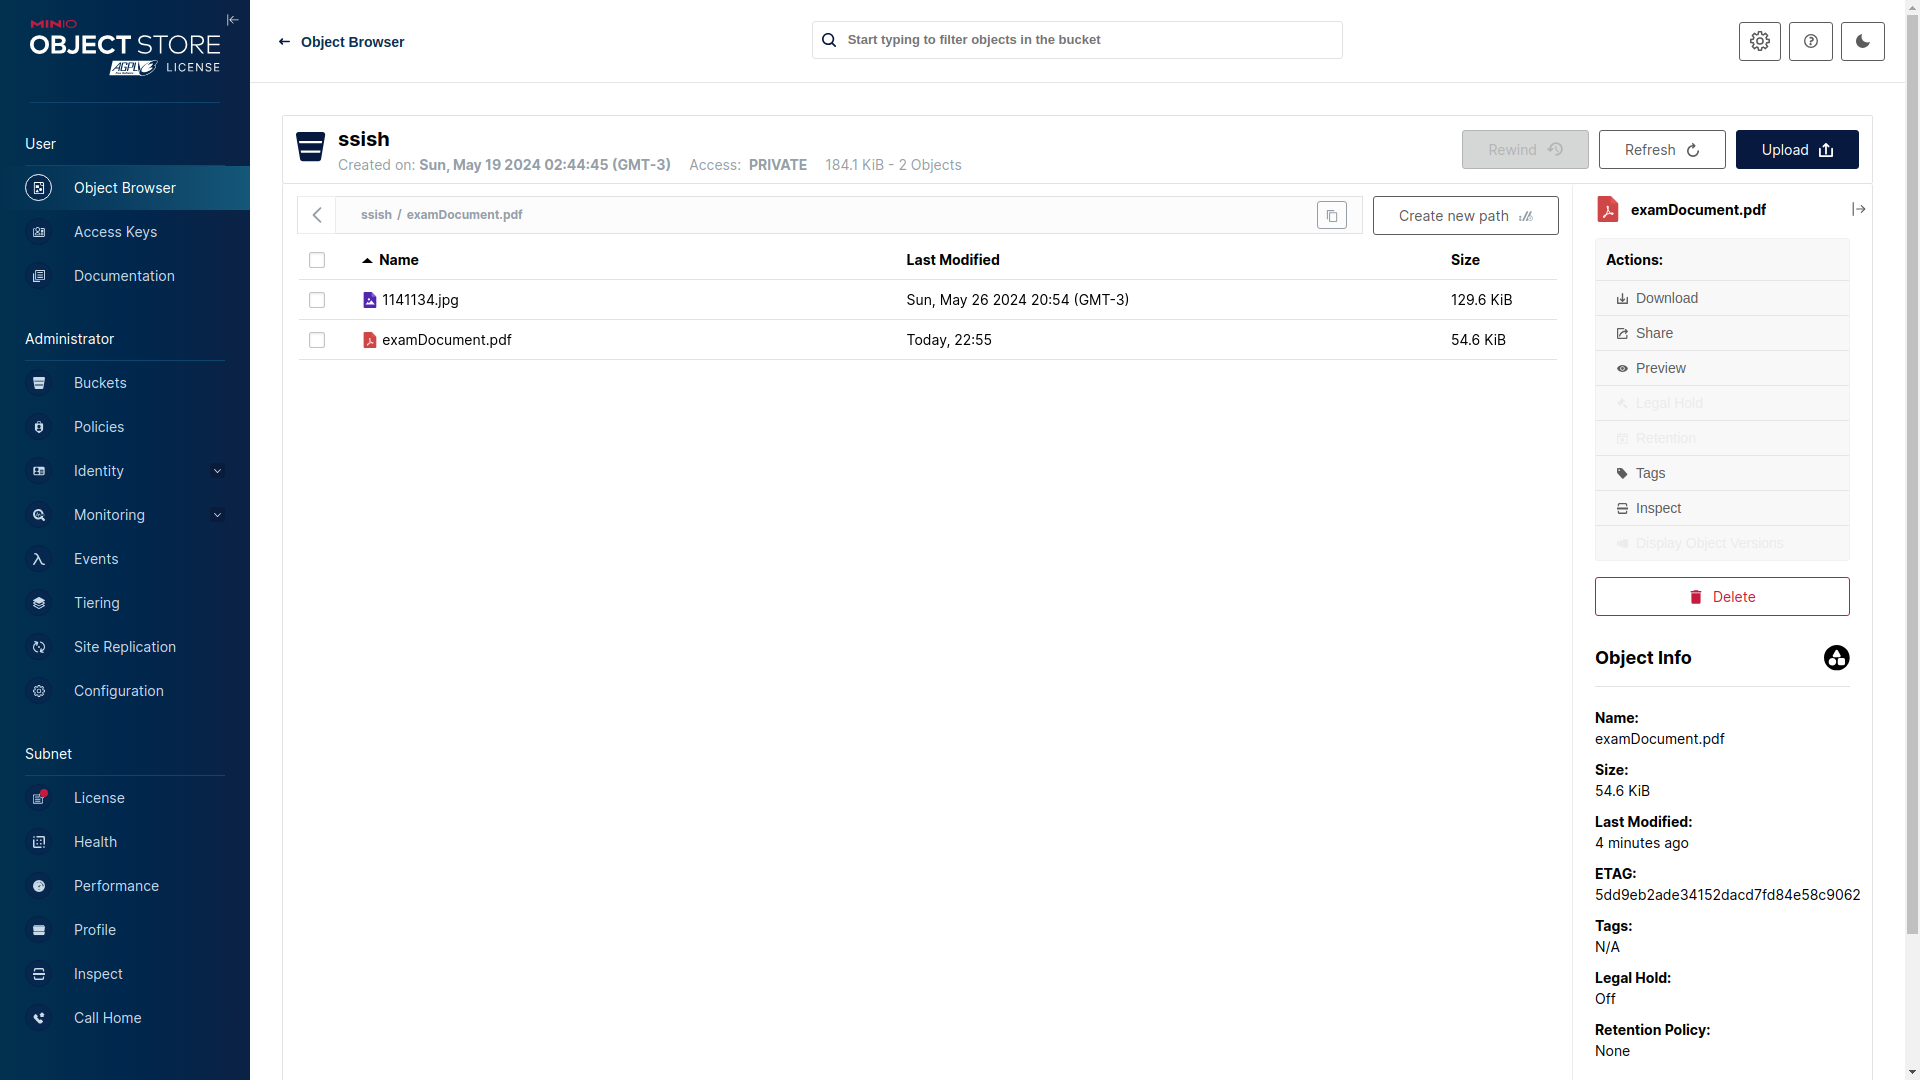 MINIO
OBJECT STORE
AGPLv3 LICENSE
User
Object Browser
Access Keys
Documentation
Administrator
Buckets
Policies
Identity
Monitoring
Events
Tiering
Site Replication
Configuration
Subnet
License
Health
Performance
Profile
Inspect
Call Home
Object Browser
Start typing to filter objects in the bucket
ssish
Created on: Sun, May 19 2024 02:44:45 (GMT-3) Access: PRIVATE 184.1 KiB - 2 Objects
Rewind
Refresh
Upload
ssish / examDocument.pdf
Create new path
Name Last Modified Size
1141134.jpg Sun, May 26 2024 20:54 (GMT-3) 129.6 KiB
examDocument.pdf Today, 22:55 54.6 KiB
examDocument.pdf
Actions:
Download
Share
Preview
Legal Hold
Retention
Tags
Inspect
Display Object Versions
Delete
Object Info
Name:
examDocument.pdf
Size:
54.6 KiB
Last Modified:
4 minutes ago
ETAG:
5dd9eb2ade34152dacd7fd84e58c9062
Tags:
N/A
Legal Hold:
Off
Retention Policy:
None